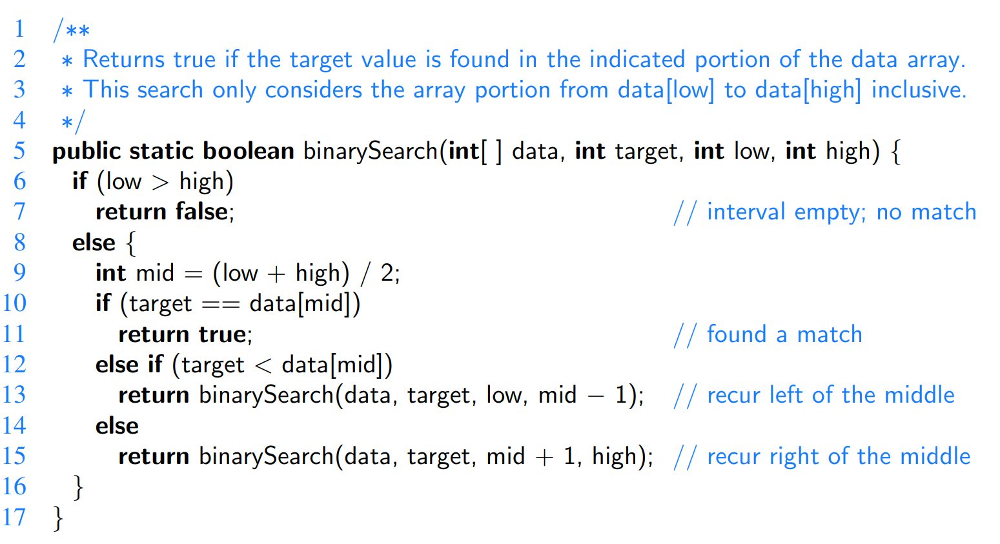 1 /**
2 * Returns true if the target value is found in the indicated portion of the data array.
3 * This search only considers the array portion from data[low] to data[high] inclusive.
4 */
5 public static boolean binarySearch(int[ ] data, int target, int low, int high) {
6 if (low > high)
7 return false; // interval empty; no match
8 else {
9 int mid = (low + high) / 2;
10 if (target == data[mid])
11 return true; // found a match
12 else if (target < data[mid])
13 return binarySearch(data, target, low, mid − 1); // recur left of the middle
14 else
15 return binarySearch(data, target, mid + 1, high); // recur right of the middle
16 }
17 }